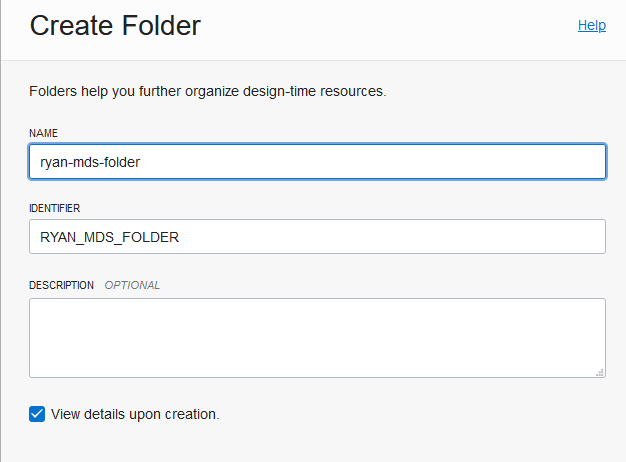 Create Folder
Help
Folders help you further organize design-time resources.
NAME
ryan-mds-folder
IDENTIFIER
RYAN_MDS_FOLDER
DESCRIPTION OPTIONAL
View details upon creation.